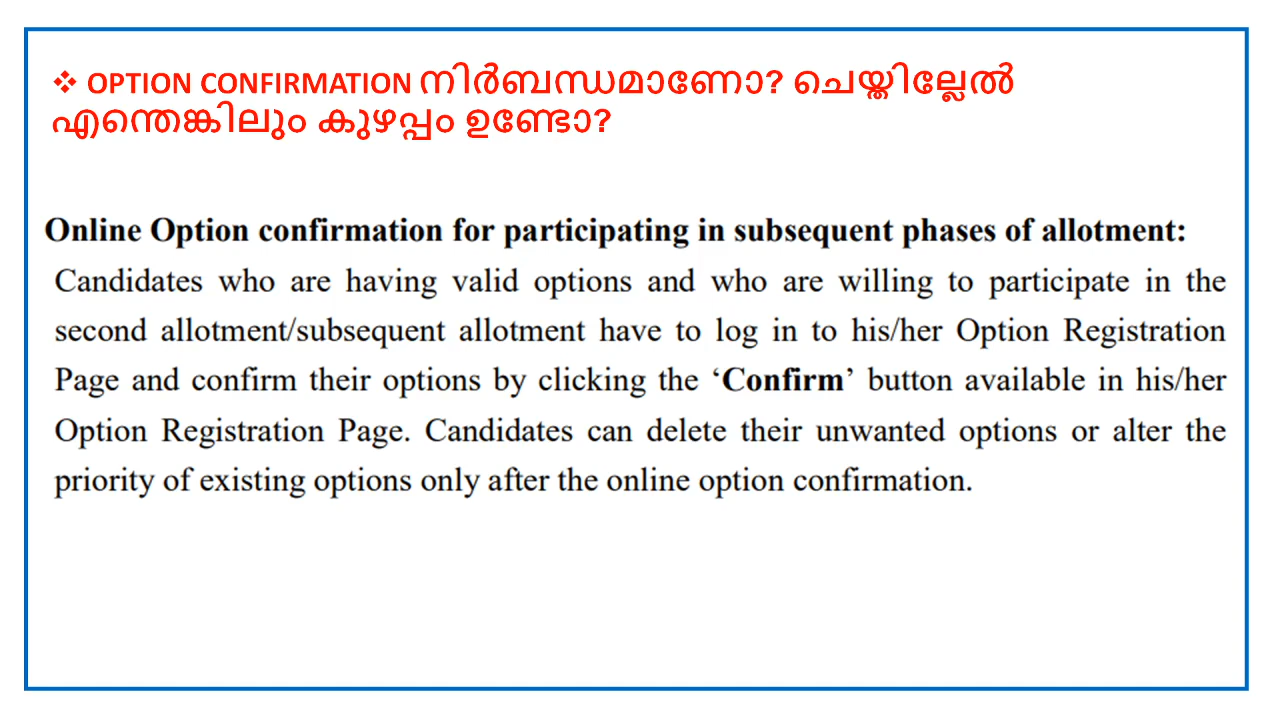 ❖ OPTION CONFIRMATION നിർബന്ധമാണോ? ചെയ്തില്ലേൽ
എന്തെങ്കിലും കുഴപ്പം ഉണ്ടോ?
Online Option confirmation for participating in subsequent phases of allotment:
Candidates who are having valid options and who are willing to participate in the
second allotment/subsequent allotment have to log in to his/her Option Registration
Page and confirm their options by clicking the ‘Confirm’ button available in his/her
Option Registration Page. Candidates can delete their unwanted options or alter the
priority of existing options only after the online option confirmation.